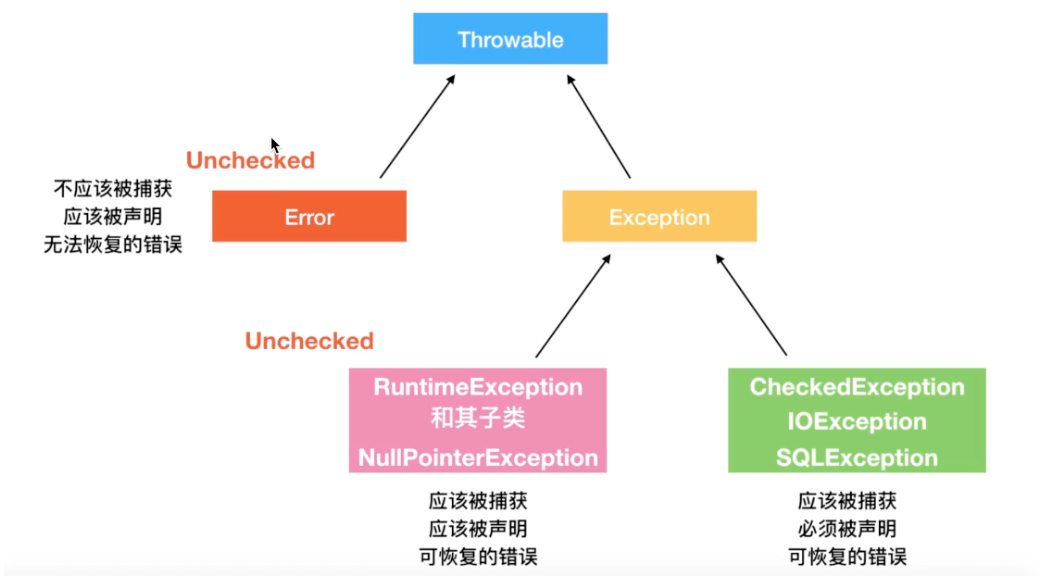 Throwable
Unchecked
不应该被捕获
应该被声明
无法恢复的错误
Error
Exception
Unchecked
RuntimeException
和其子类
NullPointerException
应该被捕获
应该被声明
可恢复的错误
CheckedException
IOException
SQLException
应该被捕获
必须被声明
可恢复的错误